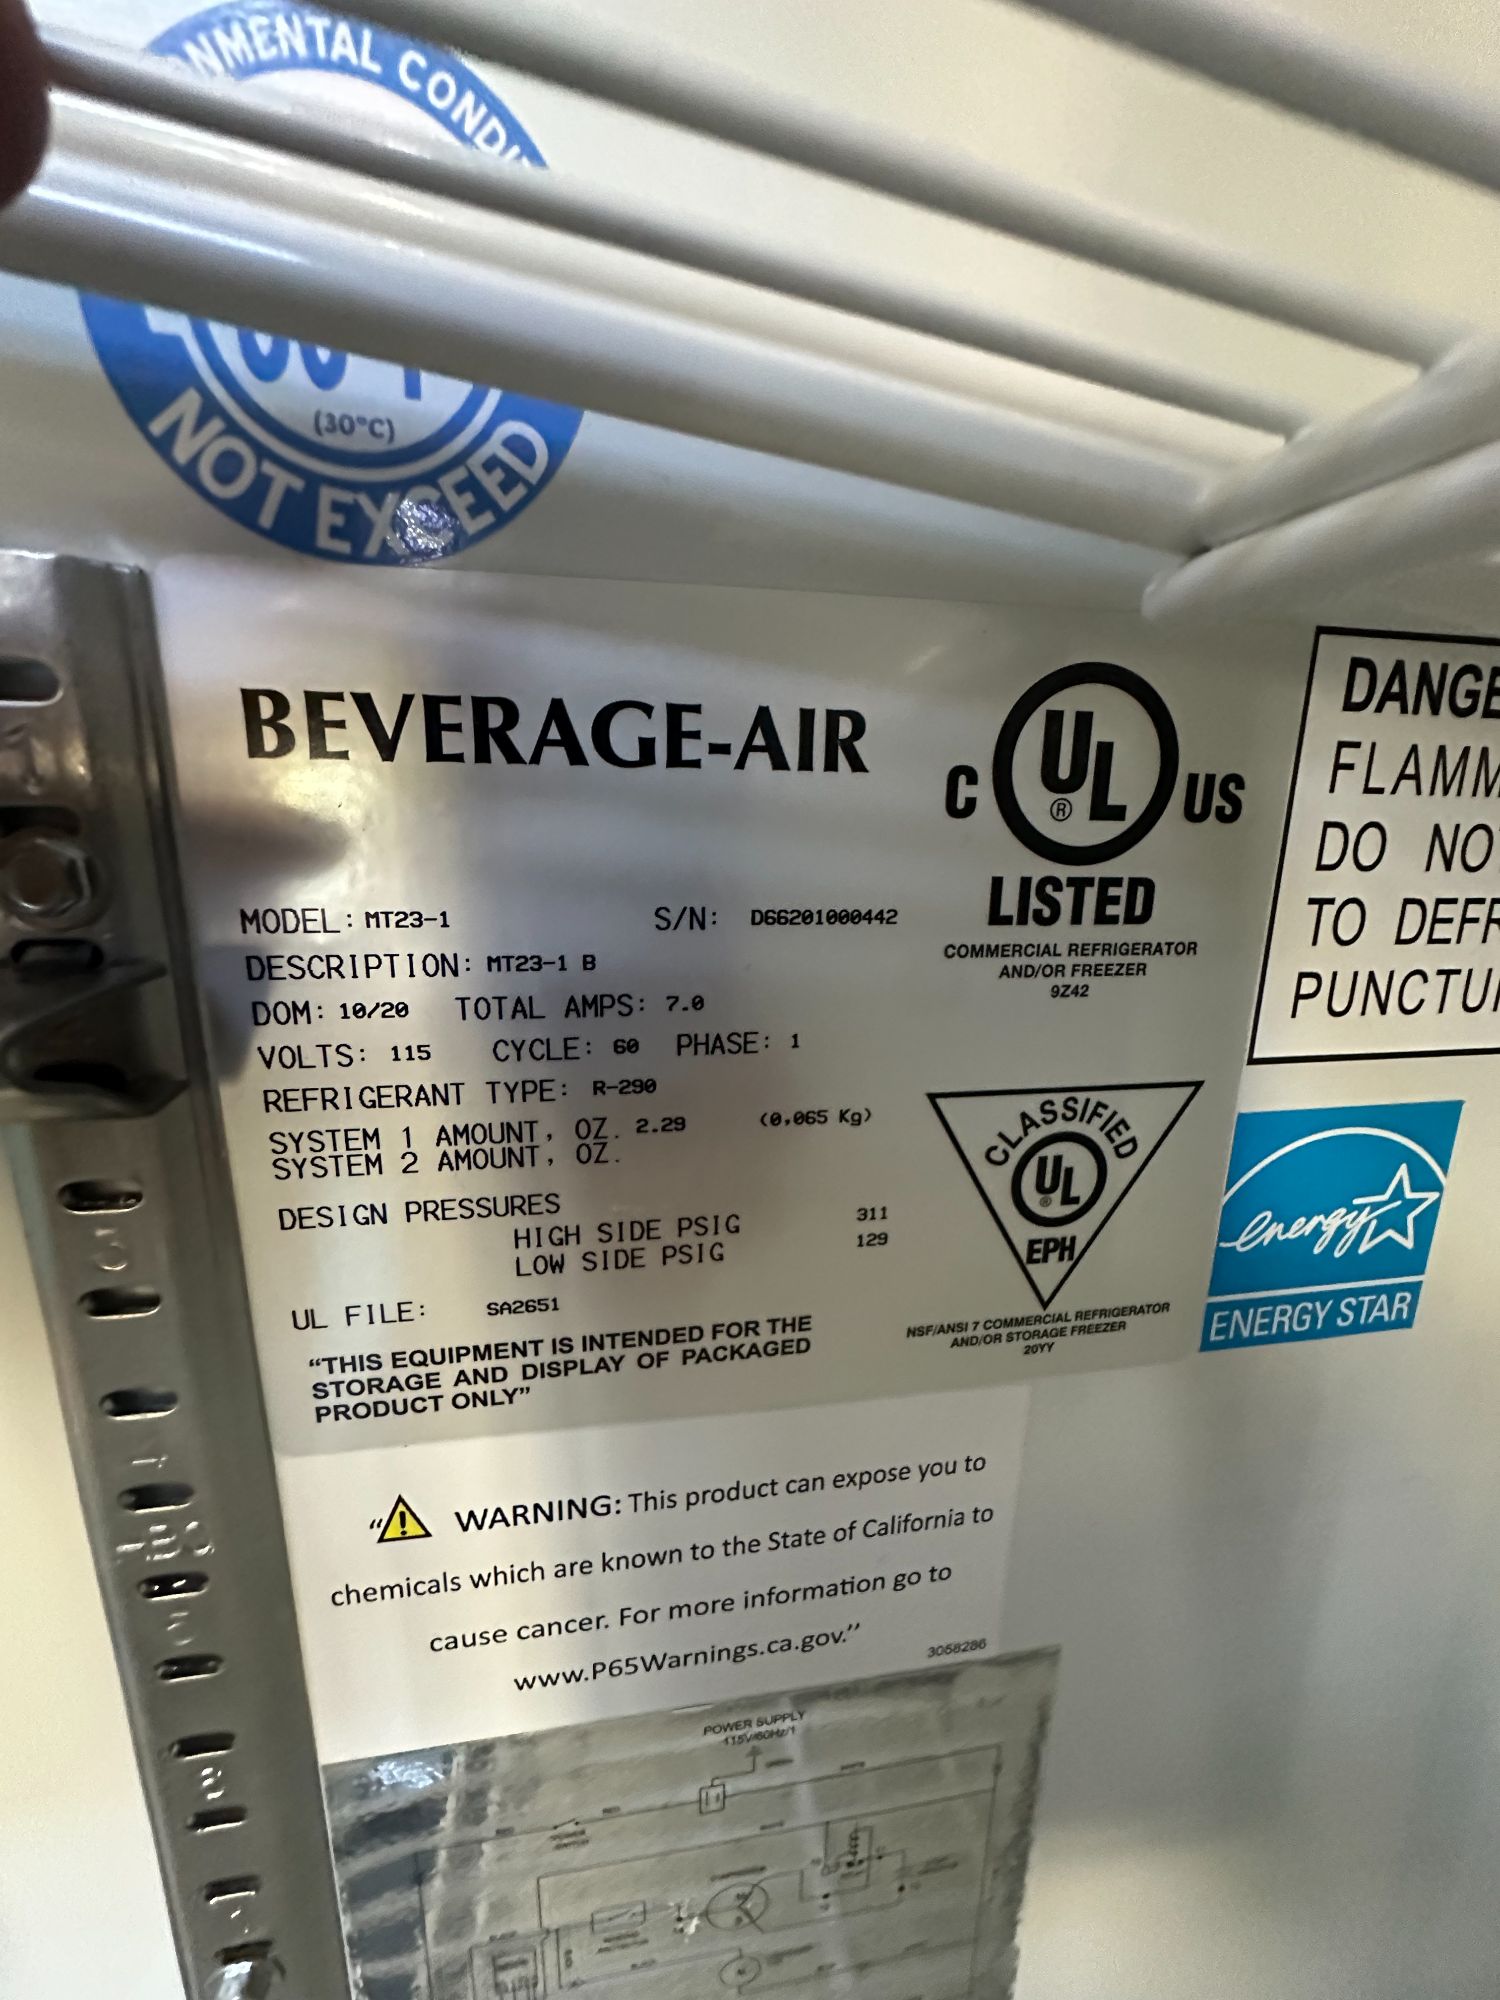 NMENTAL COND
(30°C)
NOT EXCEED
BEVERAGE-AIR
C UL® US
LISTED
COMMERCIAL REFRIGERATOR
AND/OR FREEZER
9Z42
MODEL: MT23-1 S/N: D66201000442
DESCRIPTION: MT23-1 B
DOM: 10/20 TOTAL AMPS: 7.0
VOLTS: 115 CYCLE: 60 PHASE: 1
REFRIGERANT TYPE: R-290
SYSTEM 1 AMOUNT, OZ. 2.29 (0,065 Kg)
SYSTEM 2 AMOUNT, OZ.
DESIGN PRESSURES
HIGH SIDE PSIG 311
LOW SIDE PSIG 129
UL FILE: SA2651
"THIS EQUIPMENT IS INTENDED FOR THE
STORAGE AND DISPLAY OF PACKAGED
PRODUCT ONLY"
CLASSIFIED
UL®
EPH
NSF/ANSI 7 COMMERCIAL REFRIGERATOR
AND/OR STORAGE FREEZER
20YY
DANGE
FLAMM
DO NO
TO DEFR
PUNCTU
energy
ENERGY STAR
"⚠ WARNING: This product can expose you to
chemicals which are known to the State of California to
cause cancer. For more information go to
www.P65Warnings.ca.gov."
3068286
POWER SUPPLY
115V/60Hz/1